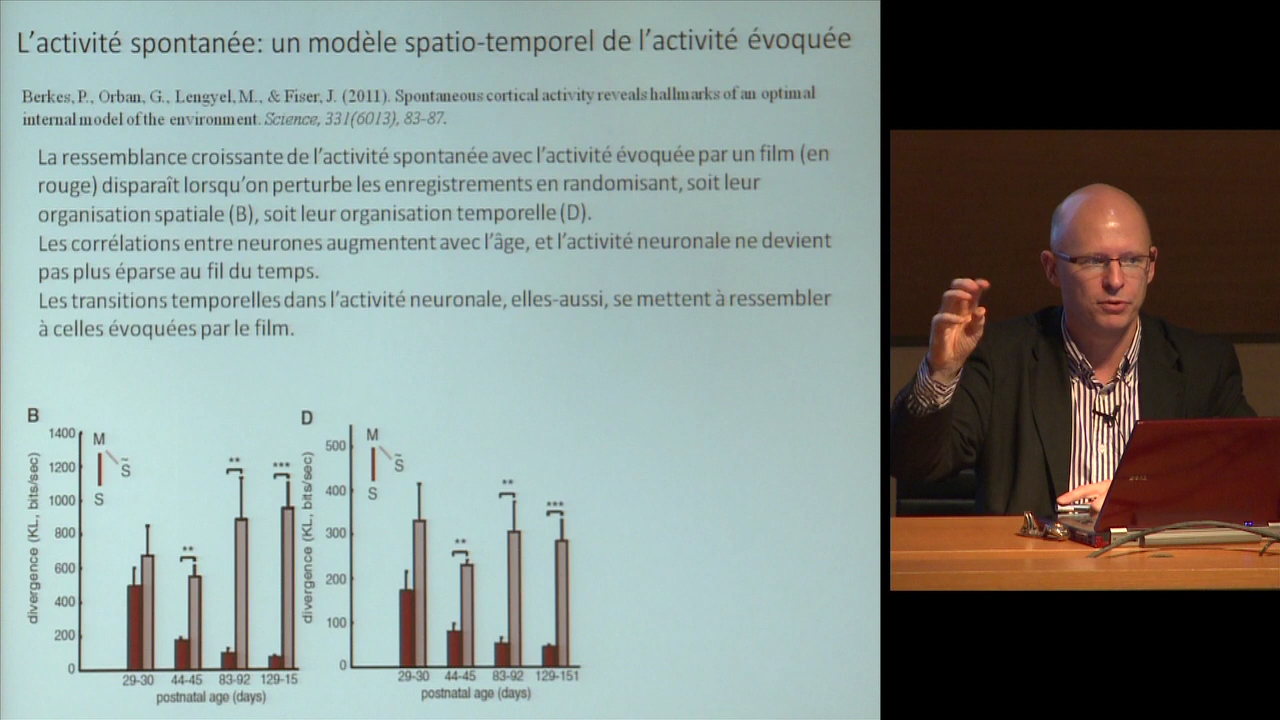 L'activité spontanée: un modèle spatio-temporel de l'activité évoquée
Berkes, P., Orban, G., Lengyel, M., & Fiser, J. (2011). Spontaneous cortical activity reveals hallmarks of an optimal
internal model of the environment. Science, 331(6013), 83-87.
La ressemblance croissante de l'activité spontanée avec l'activité évoquée par un film (en
rouge) disparaît lorsqu'on perturbe les enregistrements en randomisant, soit leur
organisation spatiale (B), soit leur organisation temporelle (D).
Les corrélations entre neurones augmentent avec l'âge, et l'activité neuronale ne devient
pas plus éparse au fil du temps.
Les transitions temporelles dans l'activité neuronale, elles-aussi, se mettent à ressembler
à celles évoquées par le film.
B
divergence (KL, bits/sec)
1400
1200
1000
800
600
400
200
0
M
S̃
S
**
**
***
29-30 44-45 83-92 129-15
postnatal age (days)
D
divergence (KL, bits/sec)
500
400
300
200
100
0
M
S̃
S
**
**
***
29-30 44-45 83-92 129-151
postnatal age (days)
DELL